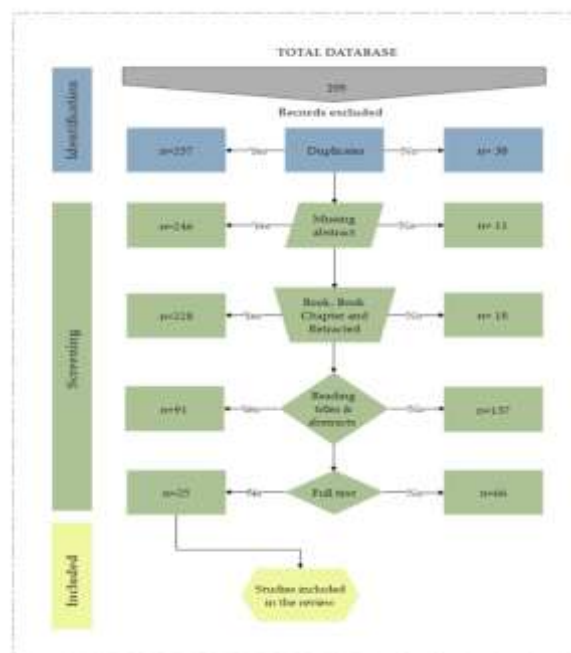 TOTAL DATABASE
Records excluded
Identification
n=257
Yes
Duplicates
No
n= 38
Screening
n=246
Yes
Missing
abstract
No
n= 11
n=228
Yes
Book, Book
Chapter and
Retracted
No
n= 18
n=91
Yes
Reading
titles &
abstracts
No
n=137
n=25
No
Full text
No
n=66
Included
Studies included
in the review